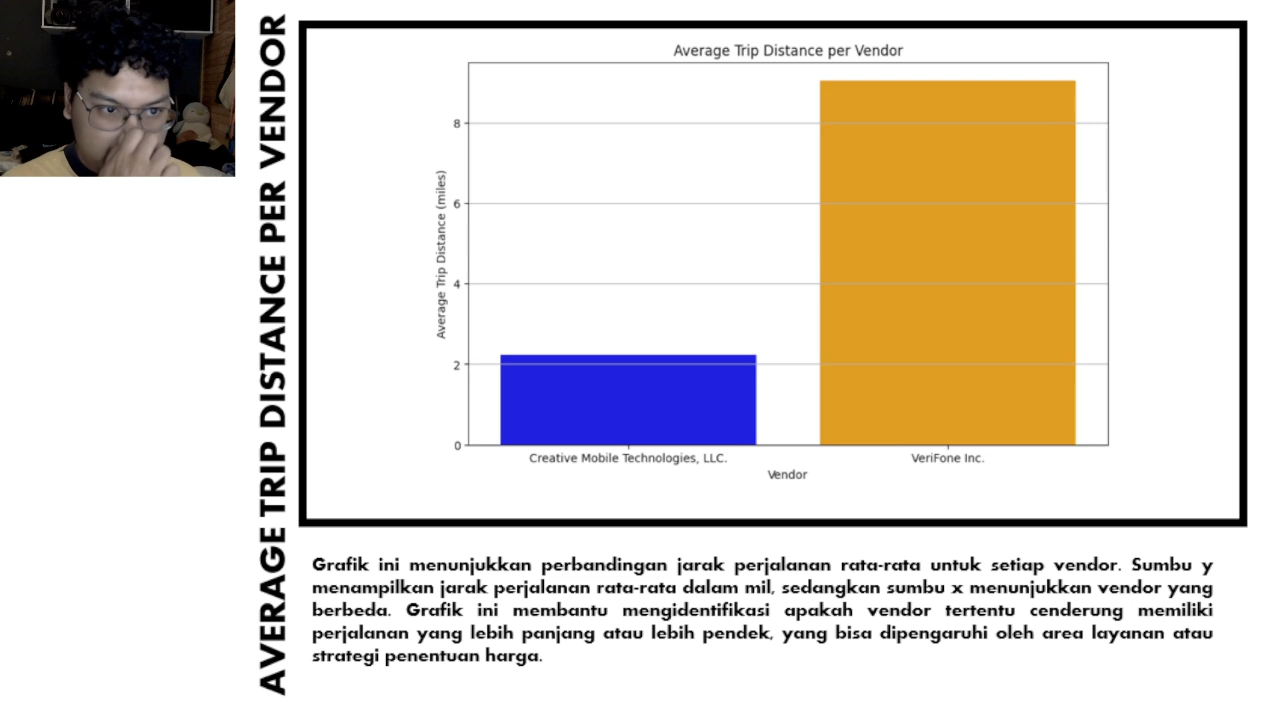 AVERAGE TRIP DISTANCE PER VENDOR
Average Trip Distance per Vendor
Average Trip Distance (miles)
8
6
4
2
0
Creative Mobile Technologies, LLC.
VeriFone Inc.
Vendor
Grafik ini menunjukkan perbandingan jarak perjalanan rata-rata untuk setiap vendor. Sumbu y
menampilkan jarak perjalanan rata-rata dalam mil, sedangkan sumbu x menunjukkan vendor yang
berbeda. Grafik ini membantu mengidentifikasi apakah vendor tertentu cenderung memiliki
perjalanan yang lebih panjang atau lebih pendek, yang bisa dipengaruhi oleh area layanan atau
strategi penentuan harga.